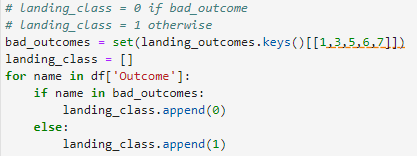 # landing_class = 0 if bad_outcome
# landing_class = 1 otherwise
bad_outcomes = set(landing_outcomes.keys()[[1,3,5,6,7]])
landing_class = []
for name in df['Outcome']:
    if name in bad_outcomes:
        landing_class.append(0)
    else:
        landing_class.append(1)